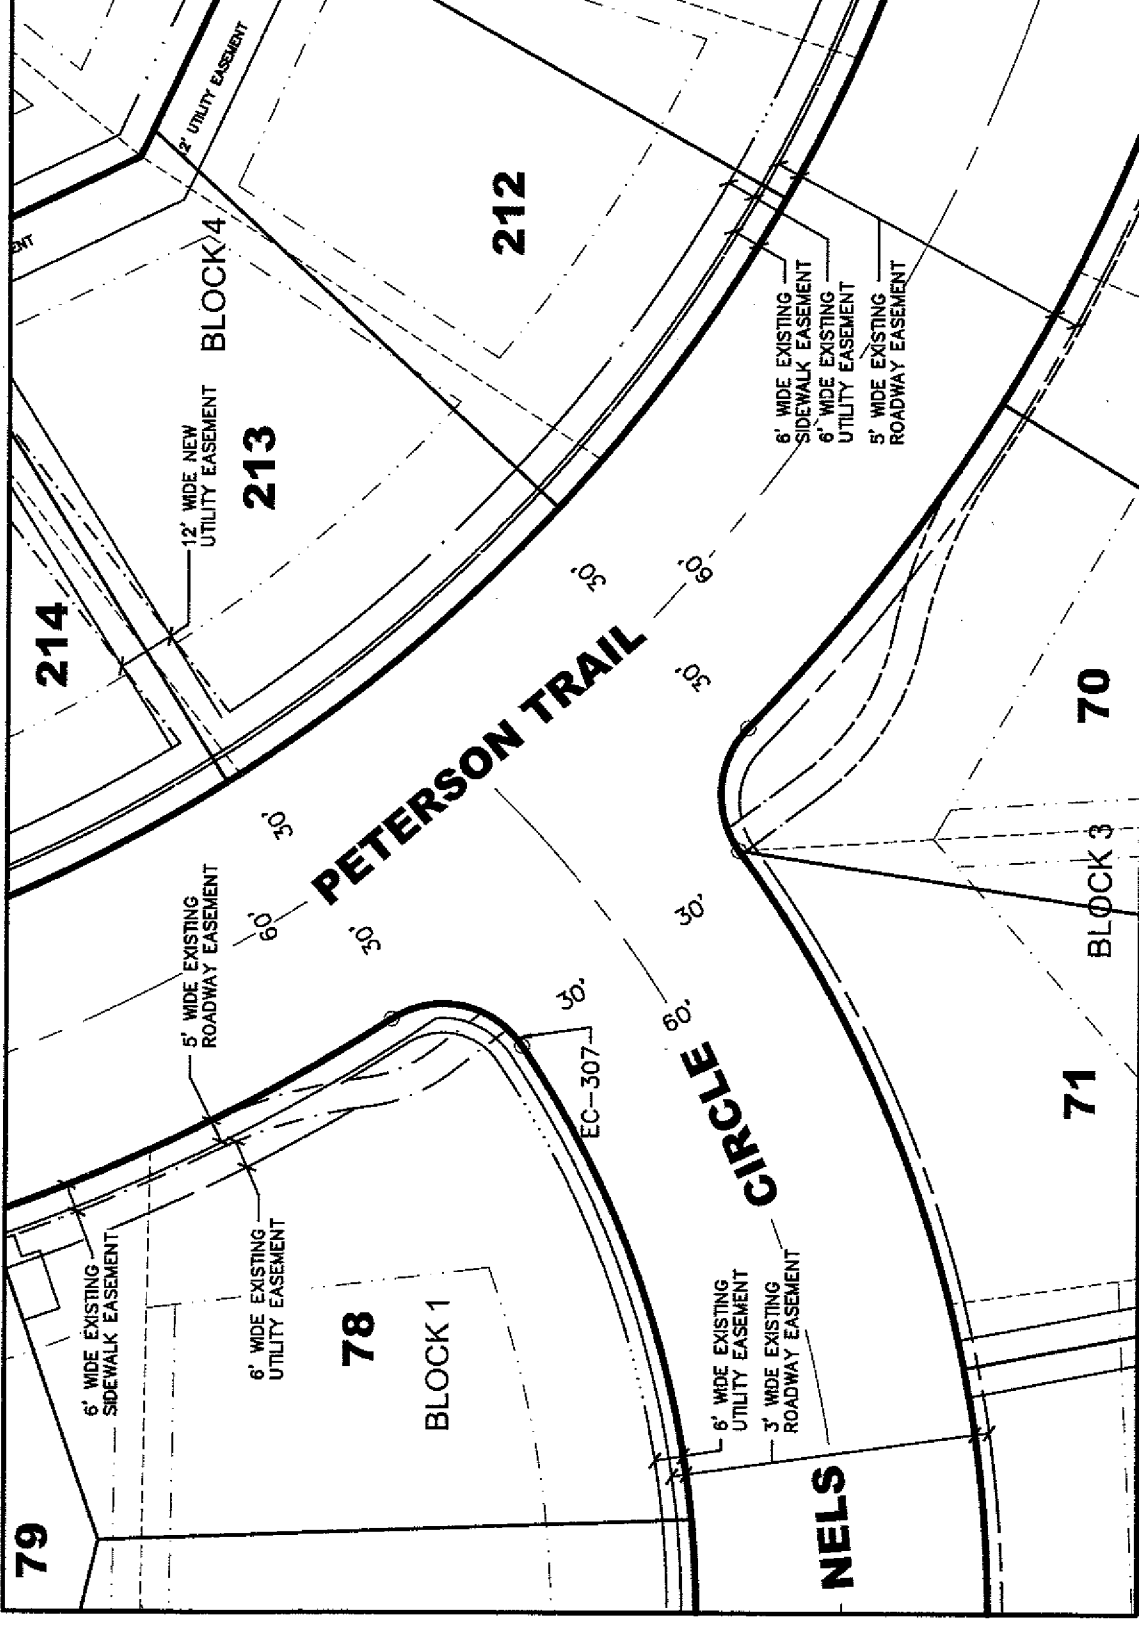 79
6' WIDE EXISTING
SIDEWALK EASEMENT
6' WIDE EXISTING
UTILITY EASEMENT
78
BLOCK 1
5' WIDE EXISTING
ROADWAY EASEMENT
214
12' WIDE NEW
UTILITY EASEMENT
213
BLOCK 4
ENT
2' UTILITY EASEMENT
212
60'
30'
30'
PETERSON TRAIL
30'
30'
60'
6' WIDE EXISTING
SIDEWALK EASEMENT
6' WIDE EXISTING
UTILITY EASEMENT
5' WIDE EXISTING
ROADWAY EASEMENT
EC-307
30'
60'
30'
NELS CIRCLE
6' WIDE EXISTING
UTILITY EASEMENT
3' WIDE EXISTING
ROADWAY EASEMENT
71
BLOCK 3
70